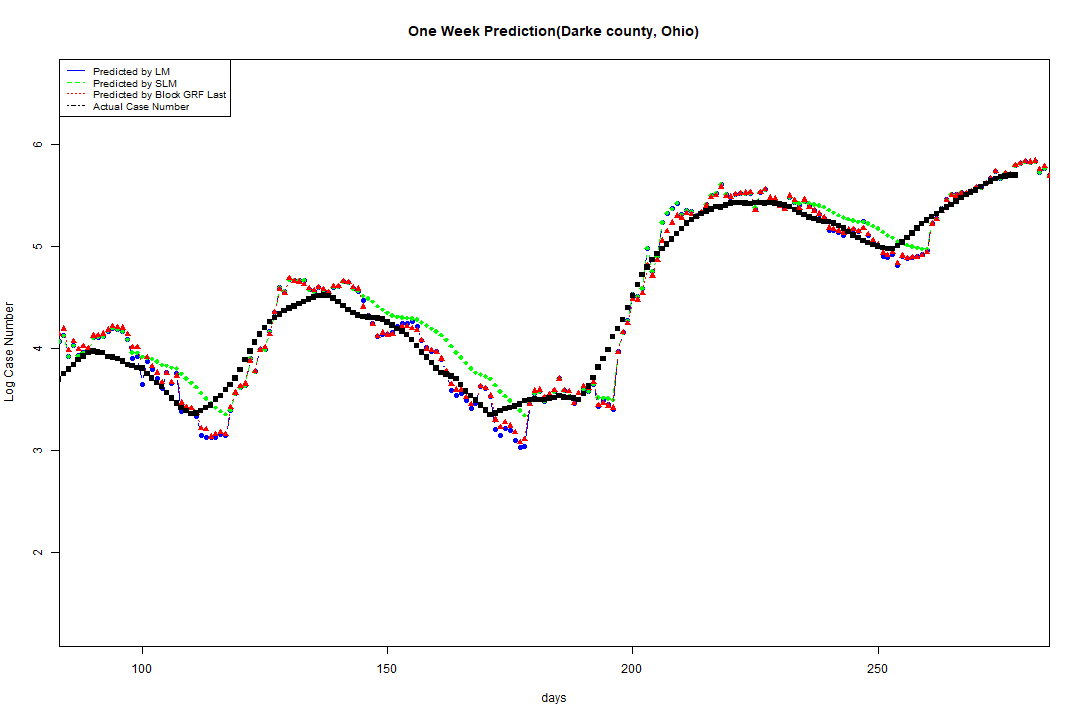 One Week Prediction(Darke county, Ohio)
Predicted by LM
Predicted by SLM
Predicted by Block GRF Last
Actual Case Number
6
5
4
3
2
Log Case Number
100
150
200
250
days